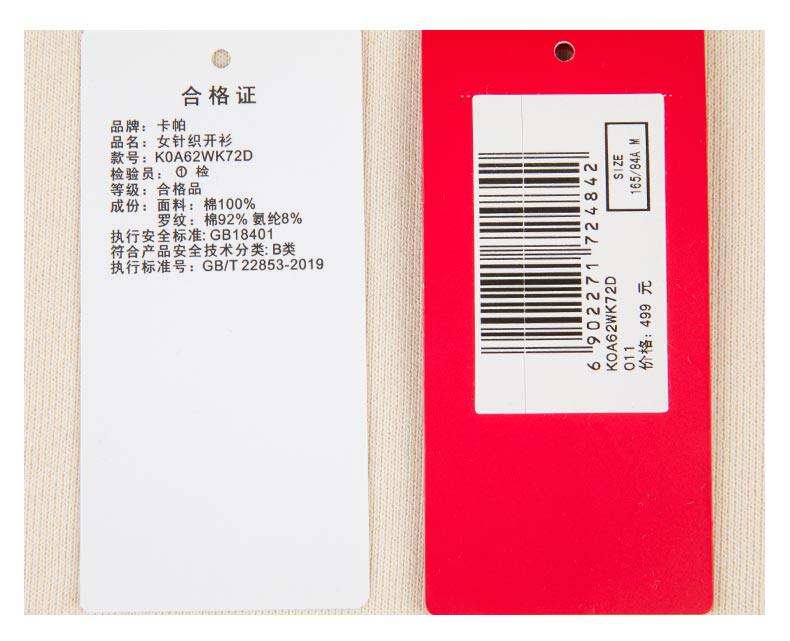 合格证
品牌：卡帕
品名：女针织开衫
款号：K0A62WK72D
检验员：① 检
等级：合格品
成份：面料：棉100%
罗纹：棉92% 氨纶8%
执行安全标准: GB18401
符合产品安全技术分类: B类
执行标准号：GB/T 22853-2019
SIZE
165/84A M
6 902271 724842
K0A62WK72D
011
价格: 499 元